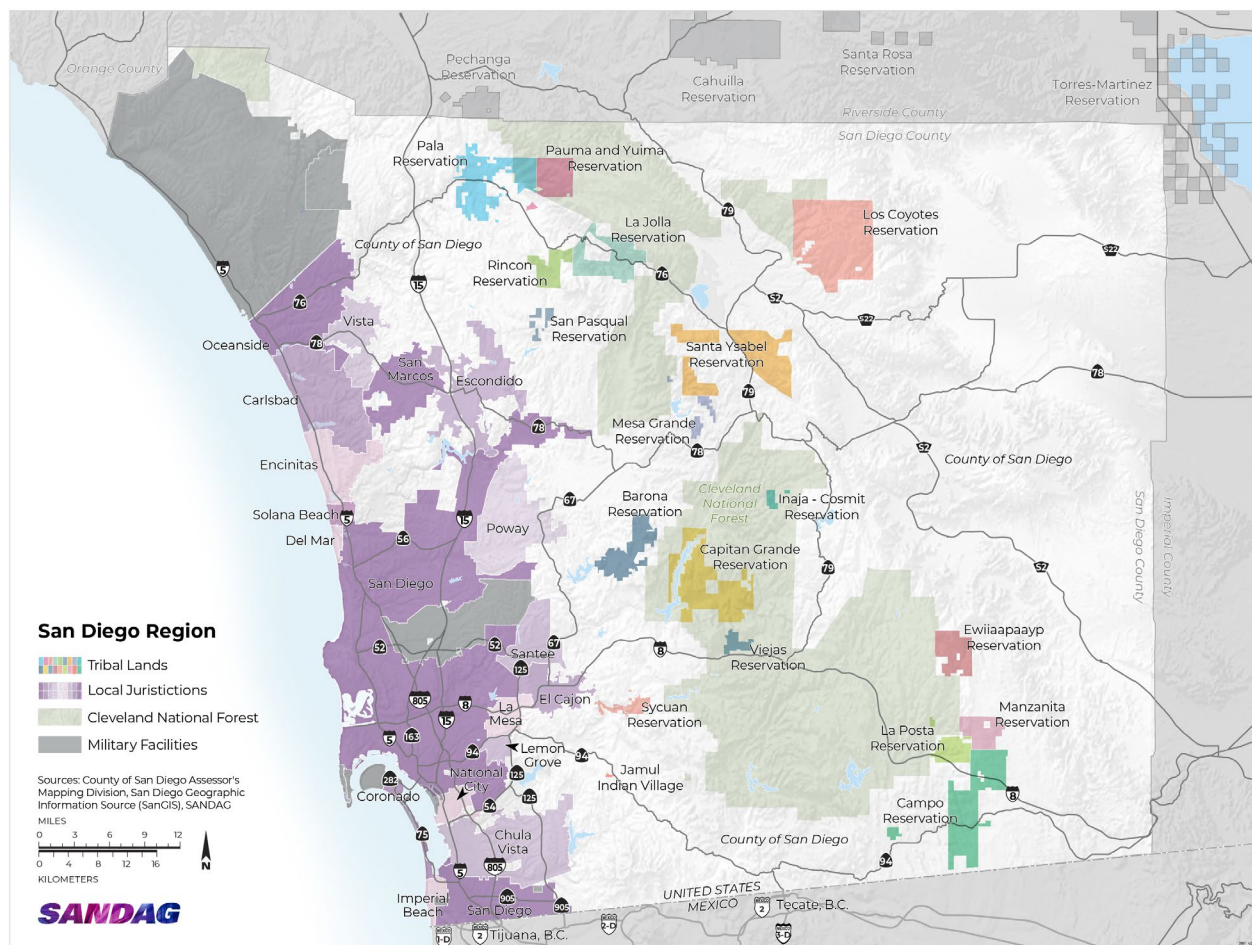 Orange County
Pechanga
Reservation
Cahuilla
Reservation
Santa Rosa
Reservation
Torres-Martinez
Reservation
Riverside County
San Diego County
Pala
Reservation
Pauma and Yuima
Reservation
Los Coyotes
Reservation
La Jolla
Reservation
County of San Diego
Rincon
Reservation
79
S22
5
15
76
76
S2
S22
Vista
San Pasqual
Reservation
Oceanside
78
Santa Ysabel
Reservation
San
Marcos
Escondido
78
79
Carlsbad
Mesa Grande
Reservation
78
78
S2
Encinitas
County of San Diego
Cleveland
National
Forest
Barona
Reservation
Inaja - Cosmit
Reservation
67
San Diego County
Imperial County
Solana Beach
5
15
Poway
Del Mar
56
Capitan Grande
Reservation
79
S2
San Diego
San Diego Region
Tribal Lands
Local Juristictions
Cleveland National Forest
Military Facilities
52
52
67
Santee
125
8
Viejas
Reservation
Ewiiaapaayp
Reservation
805
8
15
La
Mesa
El Cajon
Sycuan
Reservation
Manzanita
Reservation
La Posta
Reservation
5
163
94
Lemon
Grove
94
Sources: County of San Diego Assessor's
Mapping Division, San Diego Geographic
Information Source (SanGIS), SANDAG
282
Coronado
National
City
125
125
54
Jamul
Indian Village
8
Campo
Reservation
MILES
0 3 6 9 12
0 4 8 12 16
KILOMETERS
N
75
Chula
Vista
County of San Diego
94
5
805
SANDAG
Imperial
Beach
San Diego
905
905
UNITED STATES
MEXICO
1-D
2
Tijuana, B.C.
2-D
2
Tecate, B.C.
3-D